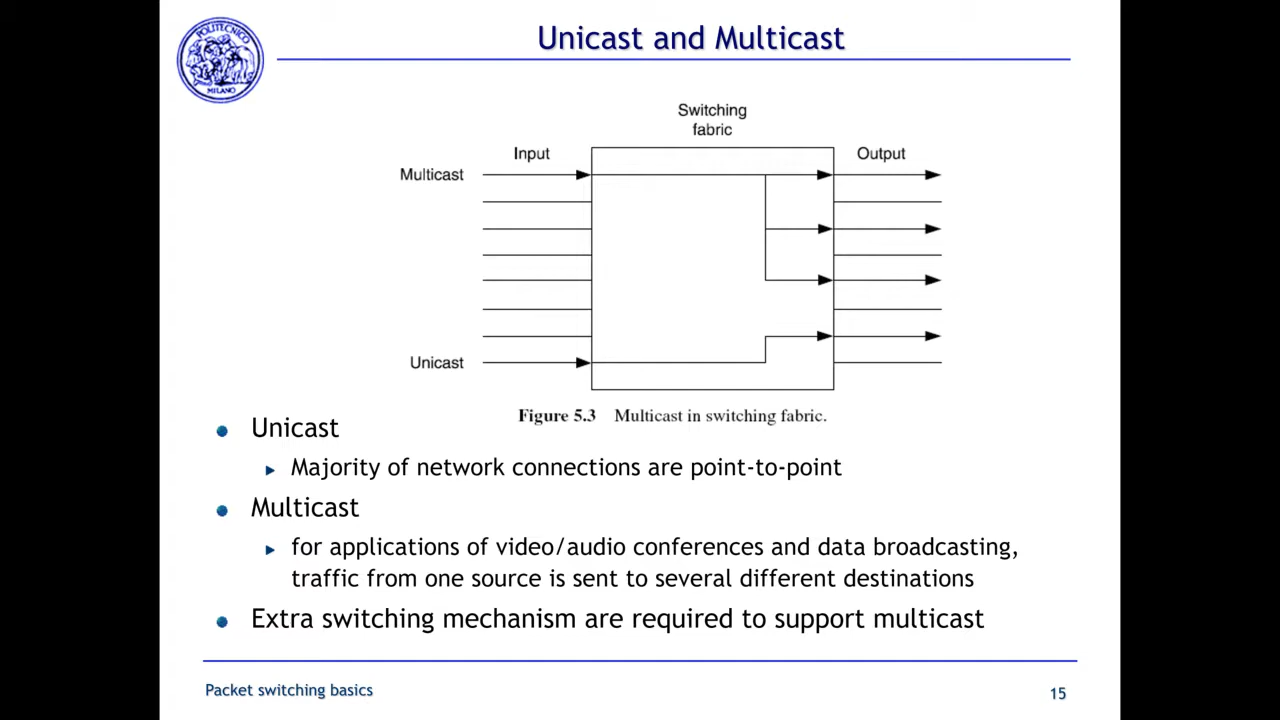 POLITECNICO
MILANO
Unicast and Multicast
Switching
fabric
Input
Output
Multicast
Unicast
Figure 5.3 Multicast in switching fabric.
Unicast
Majority of network connections are point-to-point
Multicast
for applications of video/audio conferences and data broadcasting,
traffic from one source is sent to several different destinations
Extra switching mechanism are required to support multicast
Packet switching basics
15